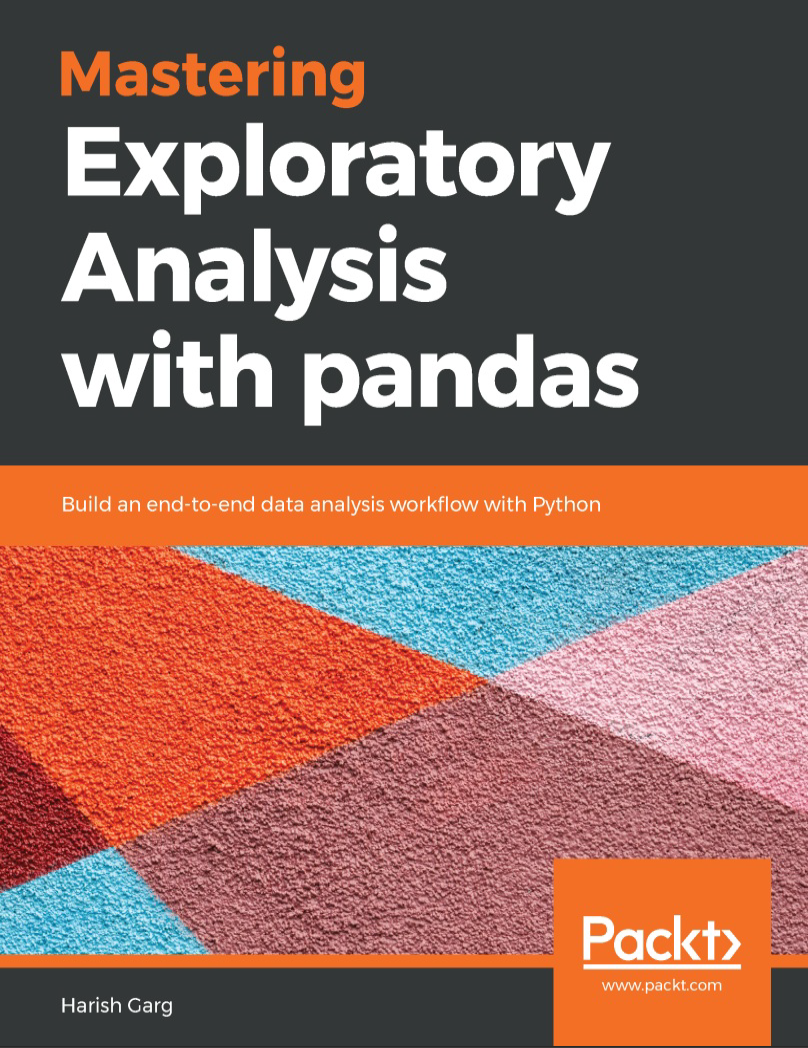 Mastering
Exploratory
Analysis
with pandas
Build an end-to-end data analysis workflow with Python
Packt>
www.packt.com
Harish Garg